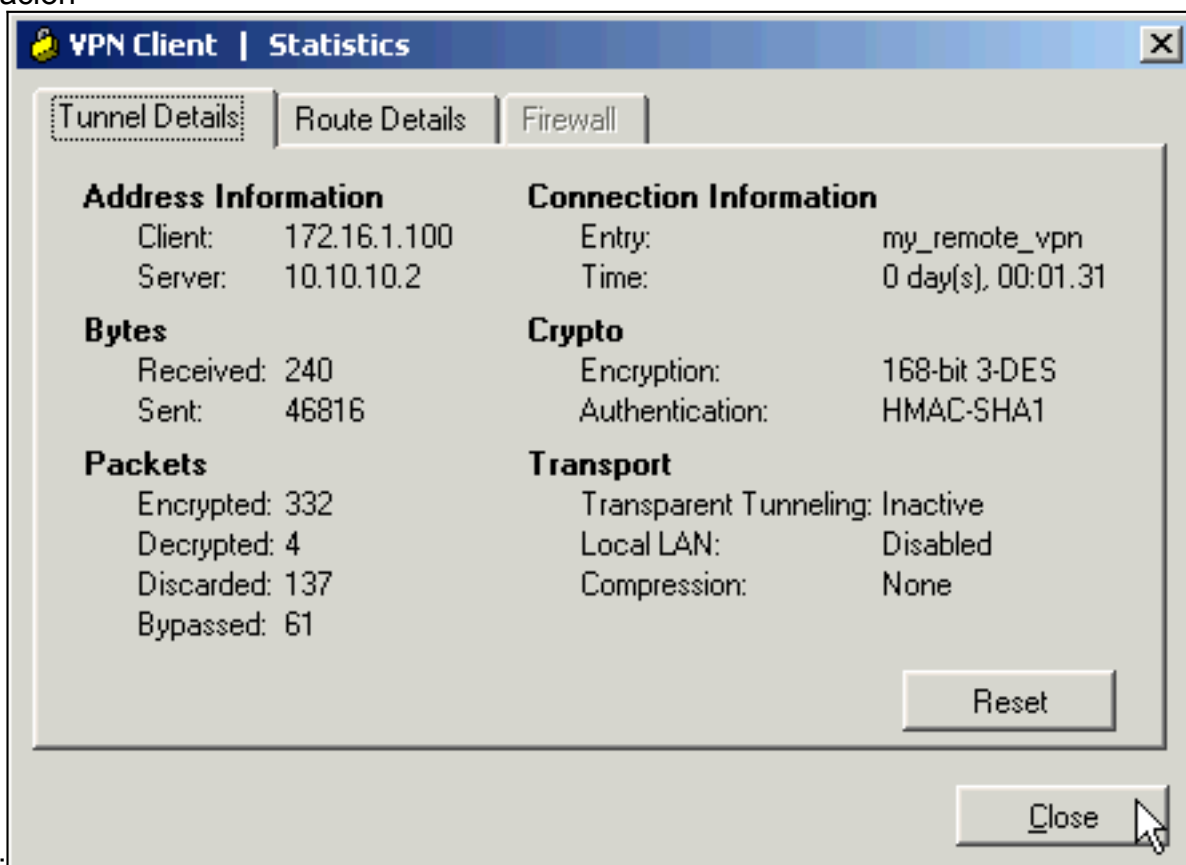 VPN Client | Statistics
Tunnel Details
Route Details
Firewall
Address Information
Client: 172.16.1.100
Server: 10.10.10.2
Bytes
Received: 240
Sent: 46816
Packets
Encrypted: 332
Decrypted: 4
Discarded: 137
Bypassed: 61
Connection Information
Entry: my_remote_vpn
Time: 0 day(s), 00:01.31
Crypto
Encryption: 168-bit 3-DES
Authentication: HMAC-SHA1
Transport
Transparent Tunneling: Inactive
Local LAN: Disabled
Compression: None
Reset
Close
.